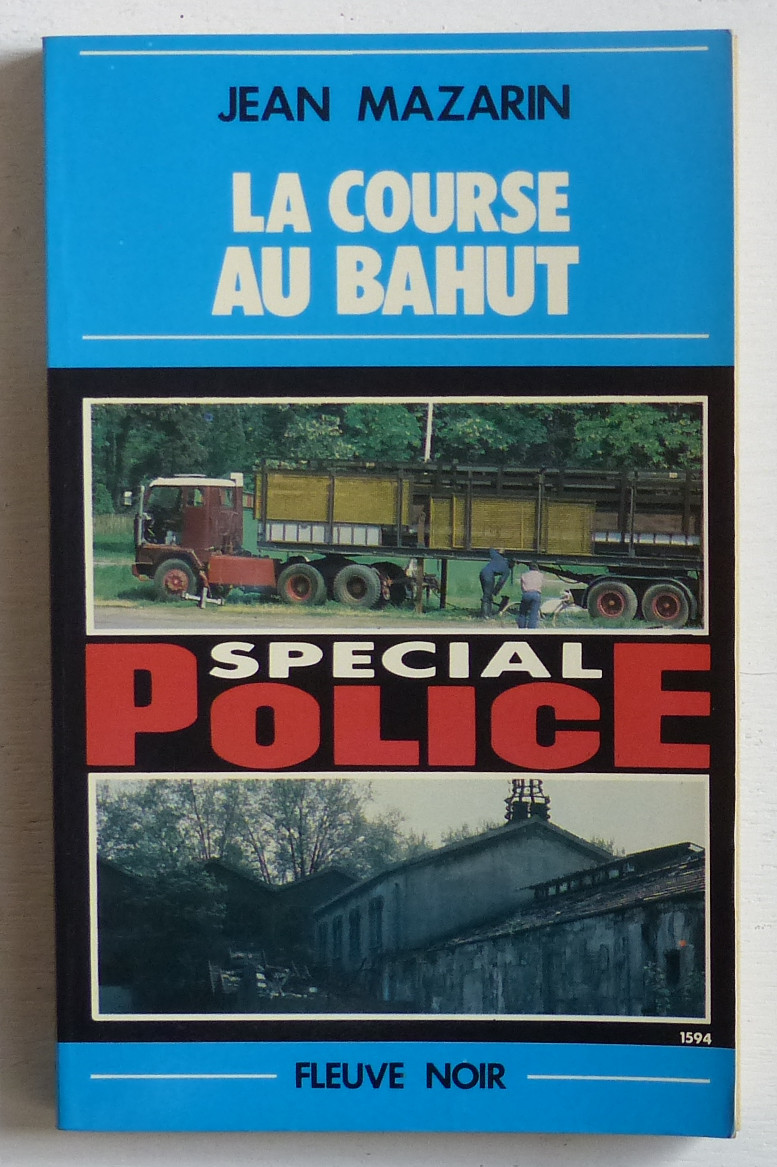 JEAN MAZARIN
LA COURSE
AU BAHUT
SPECIAL
POLICE
1594
FLEUVE NOIR